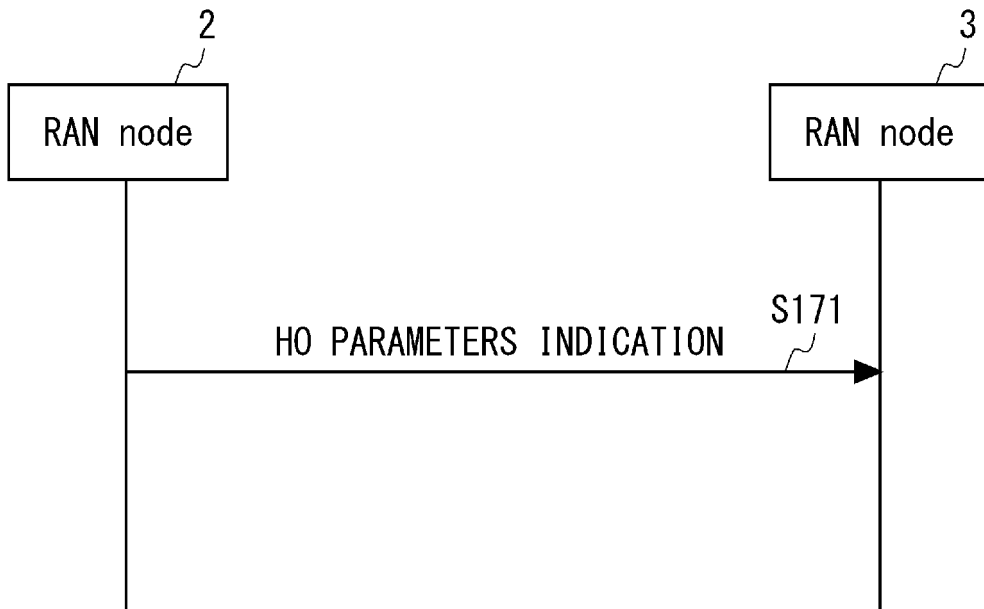 2
3
RAN node
RAN node
S171
HO PARAMETERS INDICATION